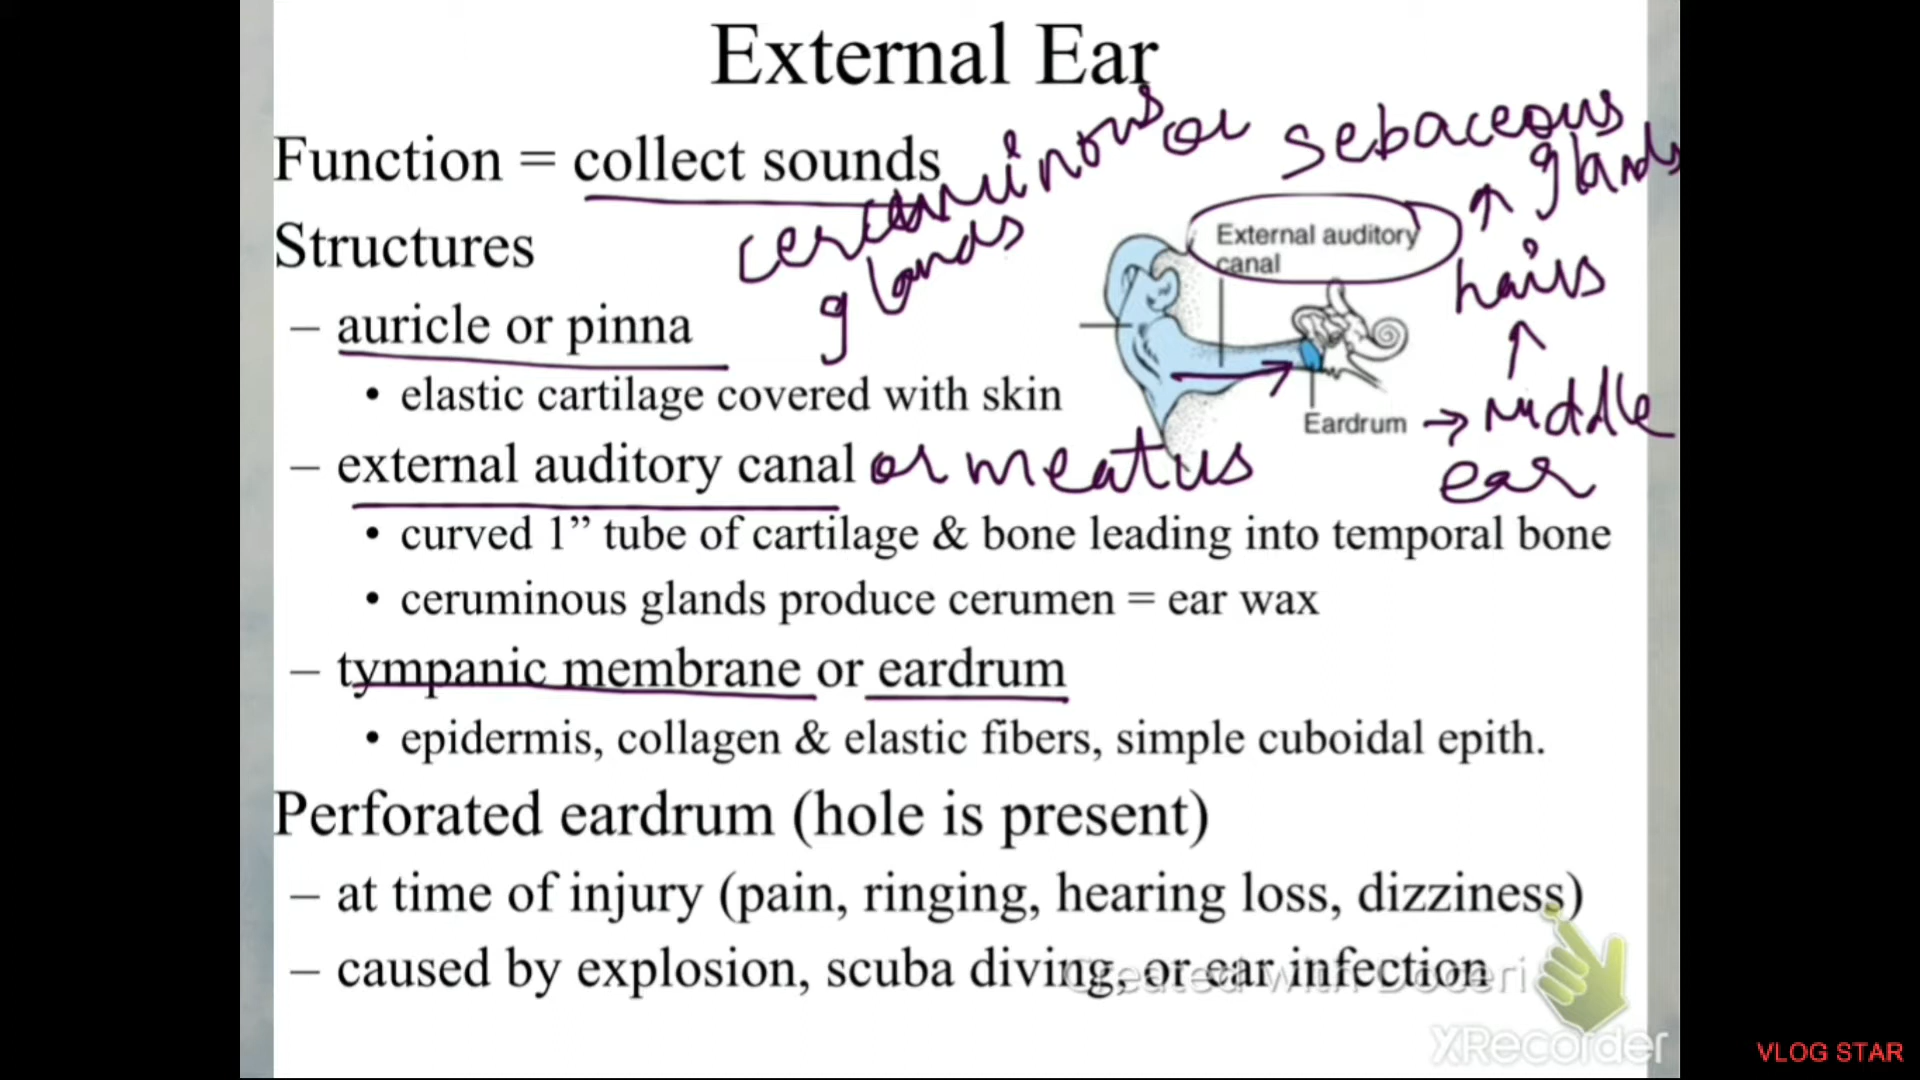 External Ear
Function = collect sounds
ceruminous or sebaceous
glands
glands
Structures
External auditory
canal
hairs
– auricle or pinna
• elastic cartilage covered with skin
Eardrum → middle
ear
– external auditory canal or meatus
• curved 1” tube of cartilage & bone leading into temporal bone
• ceruminous glands produce cerumen = ear wax
– tympanic membrane or eardrum
• epidermis, collagen & elastic fibers, simple cuboidal epith.
Perforated eardrum (hole is present)
– at time of injury (pain, ringing, hearing loss, dizziness)
– caused by explosion, scuba diving, or ear infection
Created with Doceri
XRecorder
VLOG STAR